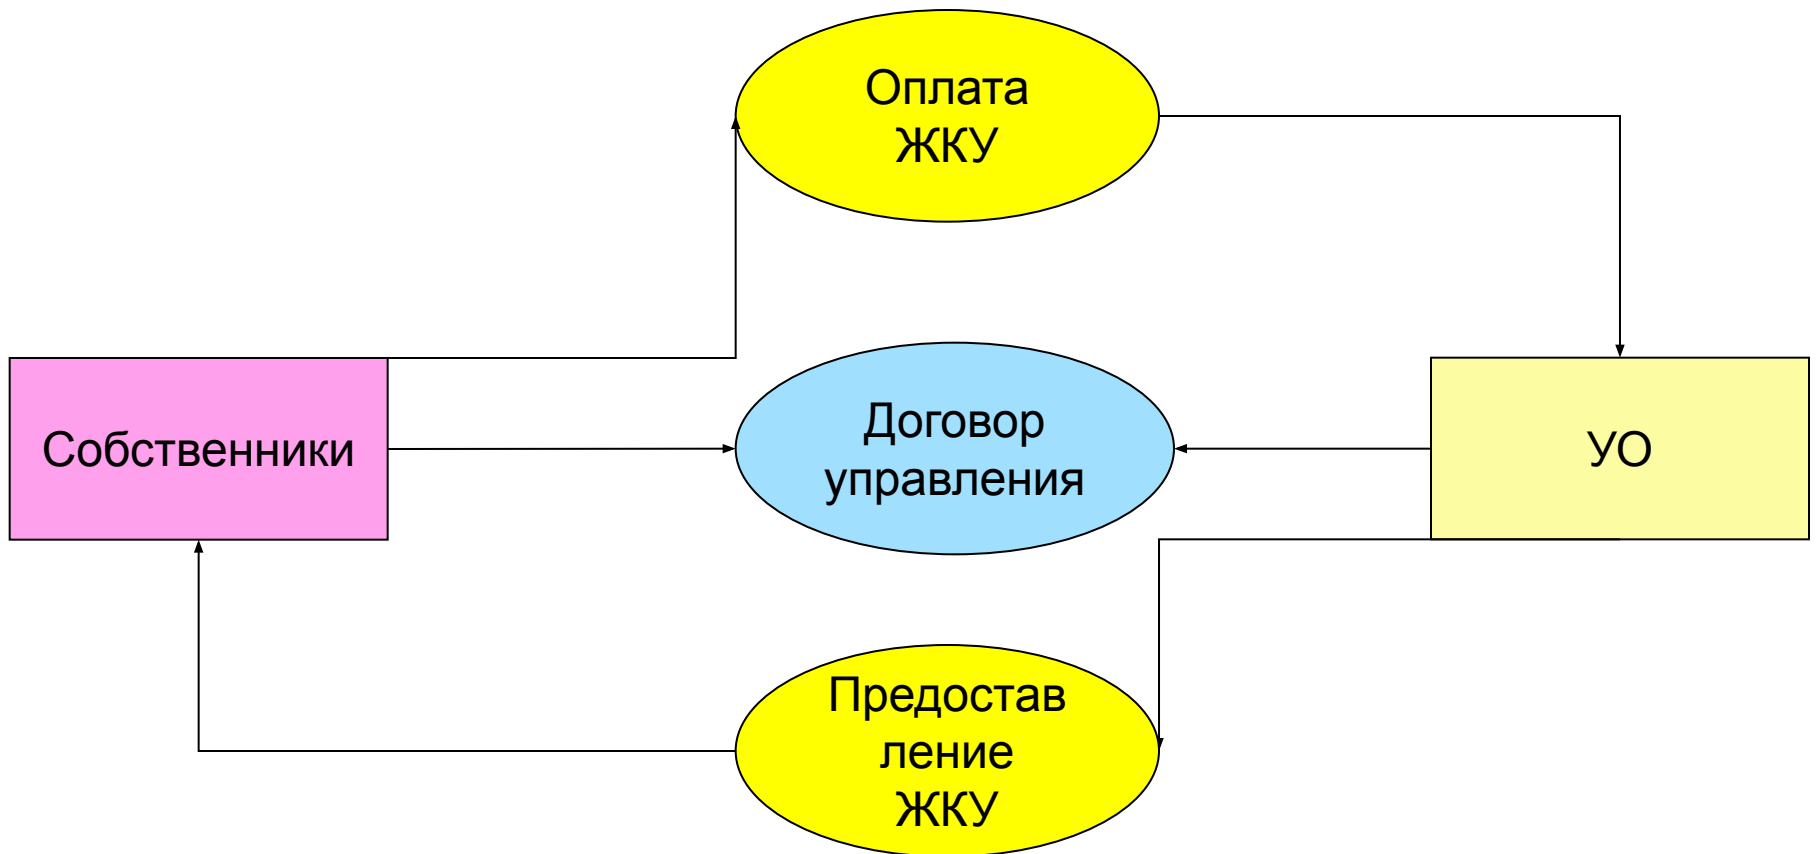 Оплата
ЖКУ
Собственники
Договор
управления
УО
Предостав
ление
ЖКУ